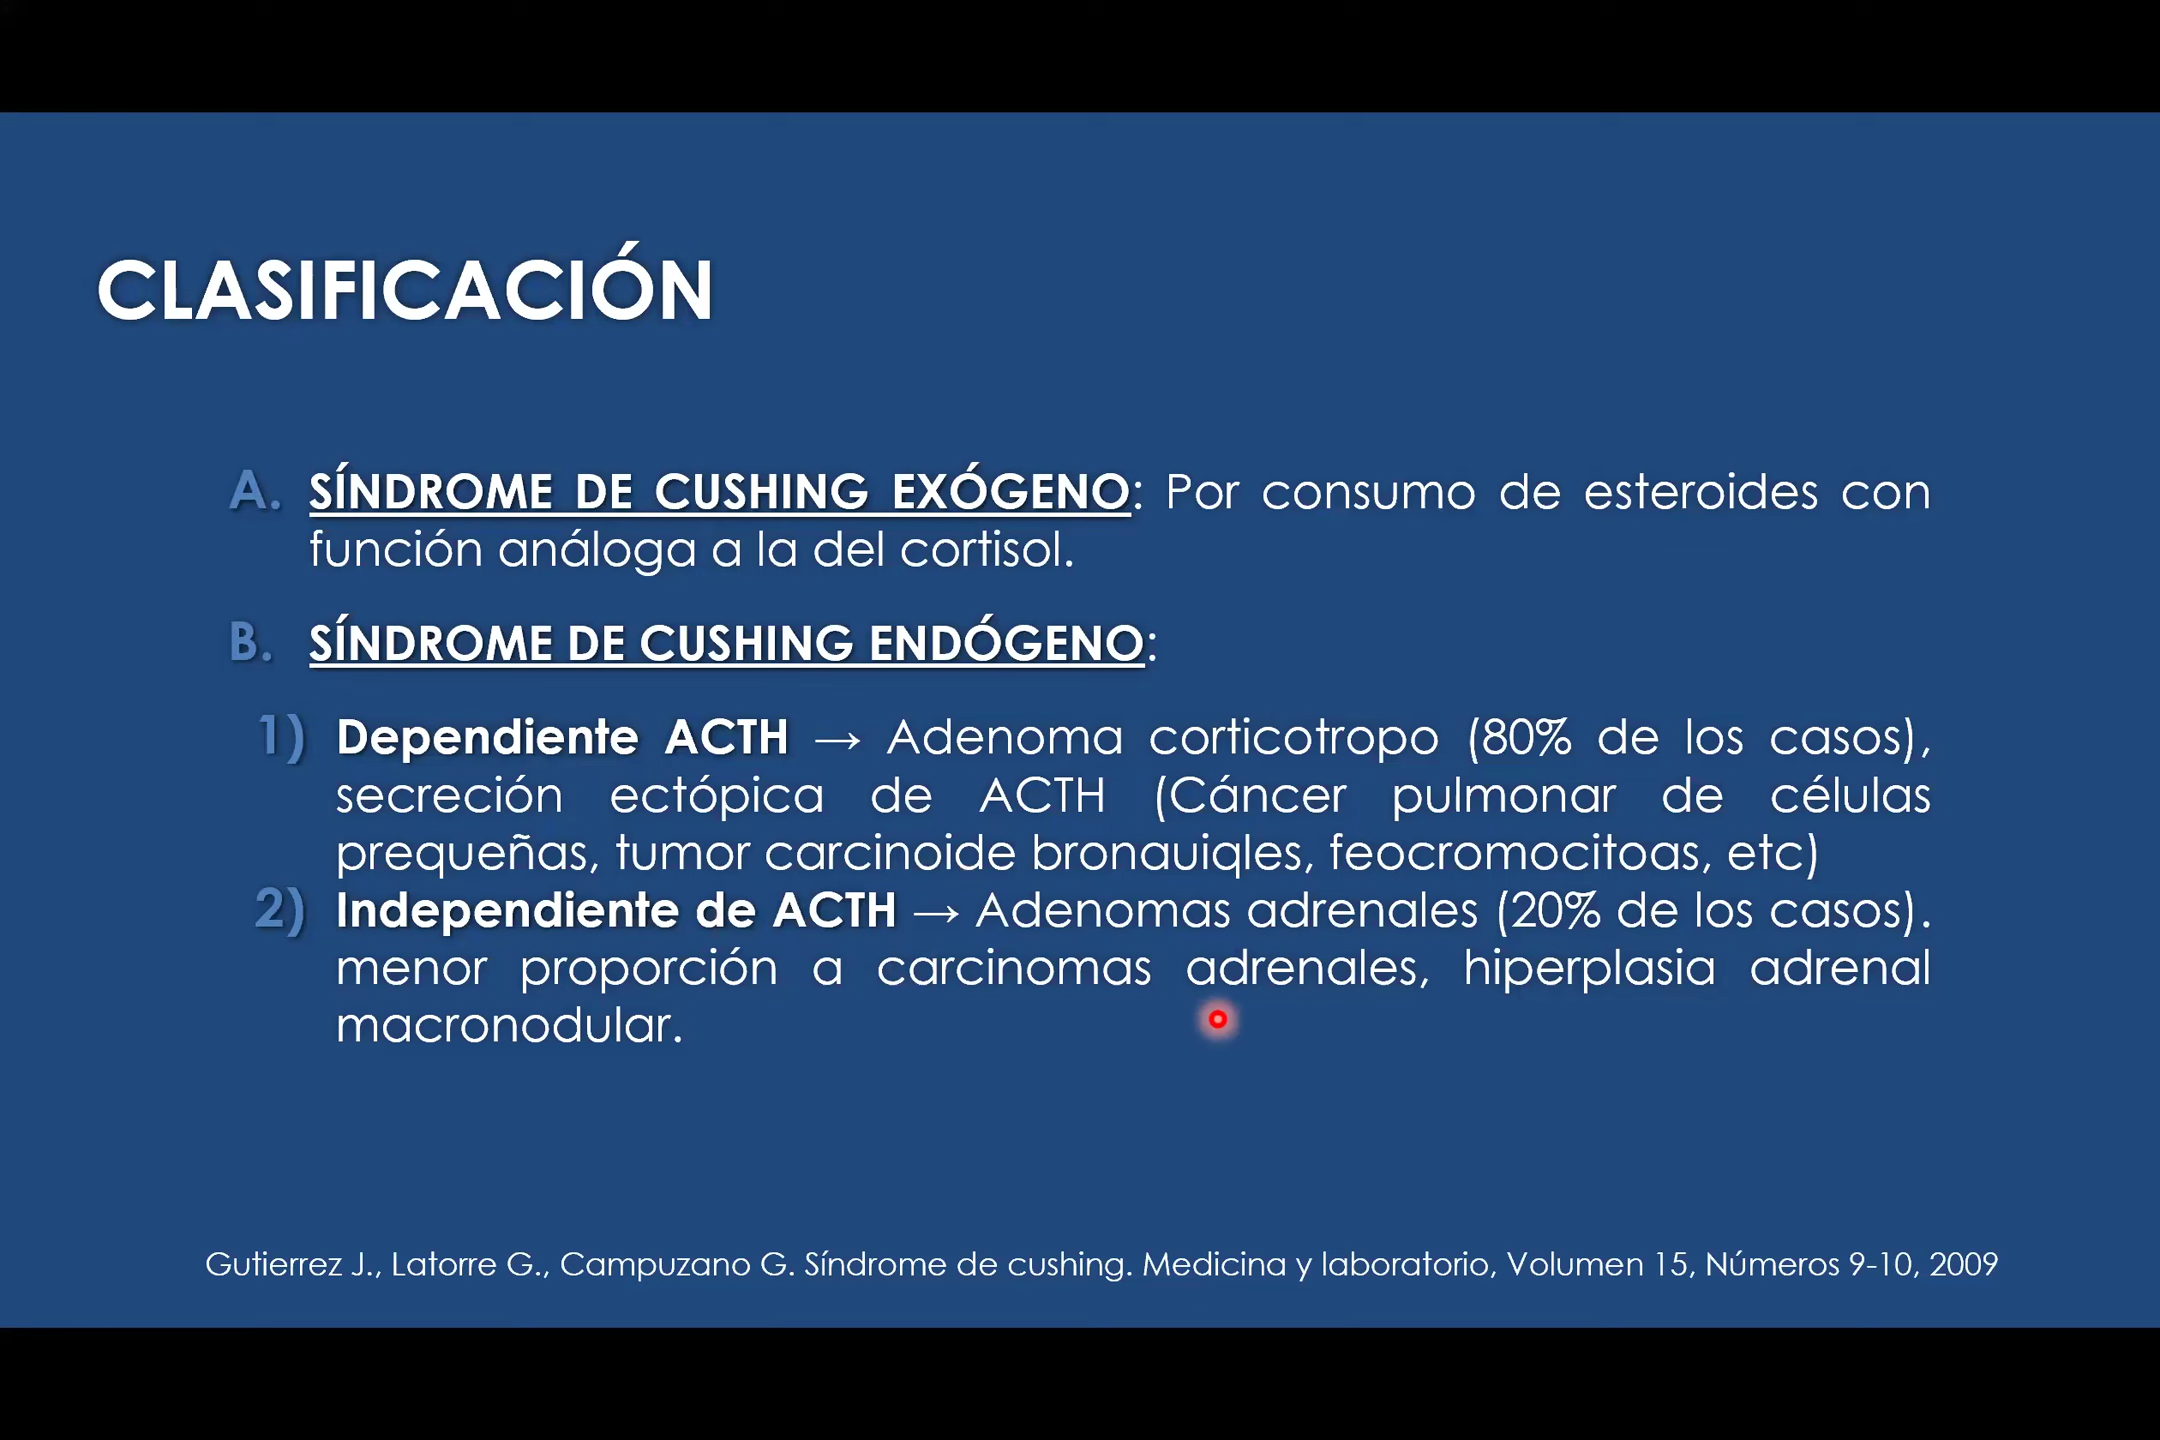 CLASIFICACIÓN
A. SÍNDROME DE CUSHING EXÓGENO: Por consumo de esteroides con
función análoga a la del cortisol.
B. SÍNDROME DE CUSHING ENDÓGENO:
1) Dependiente ACTH → Adenoma corticotropo (80% de los casos),
secreción ectópica de ACTH (Cáncer pulmonar de células
prequeñas, tumor carcinoide bronauiqles, feocromocitoas, etc)
2) Independiente de ACTH → Adenomas adrenales (20% de los casos).
menor proporción a carcinomas adrenales, hiperplasia adrenal
macronodular.
Gutierrez J., Latorre G., Campuzano G. Síndrome de cushing. Medicina y laboratorio, Volumen 15, Números 9-10, 2009